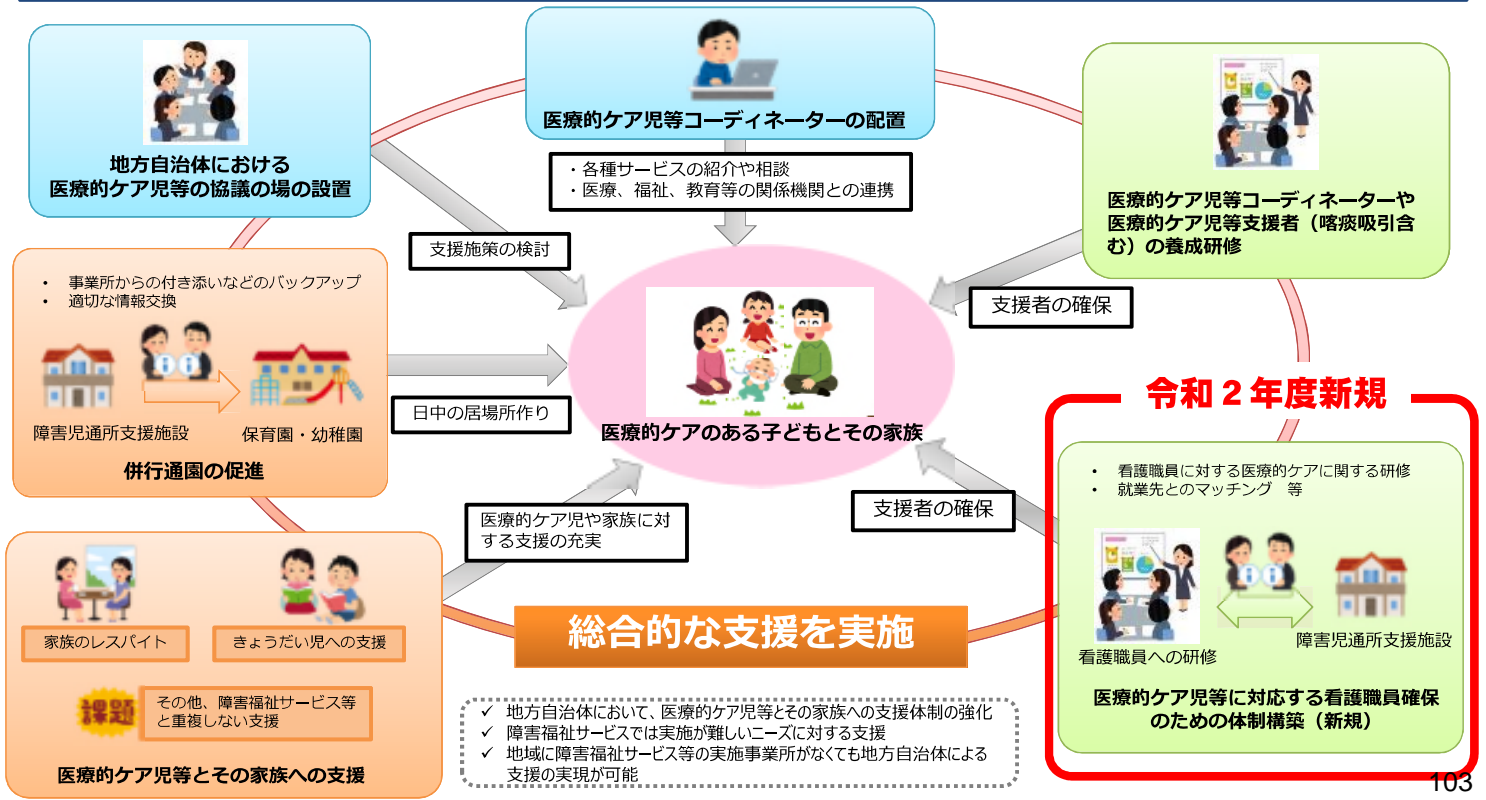 地方自治体における
医療的ケア児等の協議の場の設置
医療的ケア児等コーディネーターの配置
・各種サービスの紹介や相談
・医療、福祉、教育等の関係機関との連携
医療的ケア児等コーディネーターや
医療的ケア児等支援者（喀痰吸引含
む）の養成研修
支援施策の検討
支援者の確保
• 事業所からの付き添いなどのバックアップ
• 適切な情報交換
障害児通所支援施設
保育園・幼稚園
併行通園の促進
日中の居場所作り
医療的ケアのある子どもとその家族
令和２年度新規
• 看護職員に対する医療的ケアに関する研修
• 就業先とのマッチング　等
看護職員への研修
障害児通所支援施設
医療的ケア児等に対応する看護職員確保
のための体制構築（新規）
支援者の確保
医療的ケア児や家族に対
する支援の充実
家族のレスパイト
きょうだい児への支援
課題
その他、障害福祉サービス等
と重複しない支援
医療的ケア児等とその家族への支援
総合的な支援を実施
✓ 地方自治体において、医療的ケア児等とその家族への支援体制の強化
✓ 障害福祉サービスでは実施が難しいニーズに対する支援
✓ 地域に障害福祉サービス等の実施事業所がなくても地方自治体による
支援の実現が可能
103